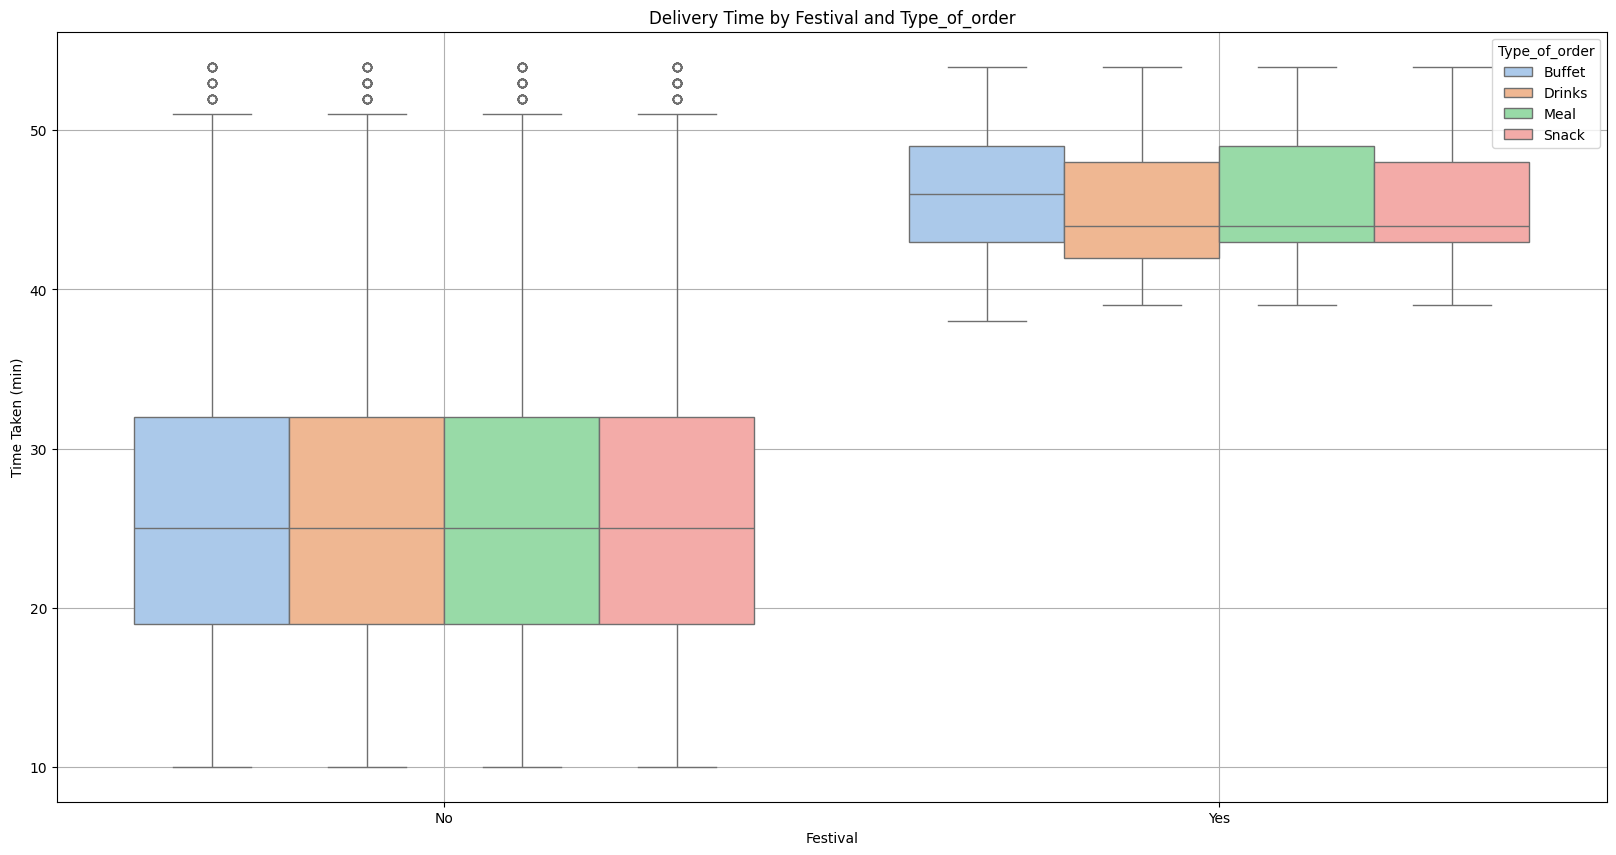 Delivery Time by Festival and Type_of_order
Type_of_order
Buffet
Drinks
Meal
Snack
Time Taken (min)
50
40
30
20
10
No
Yes
Festival